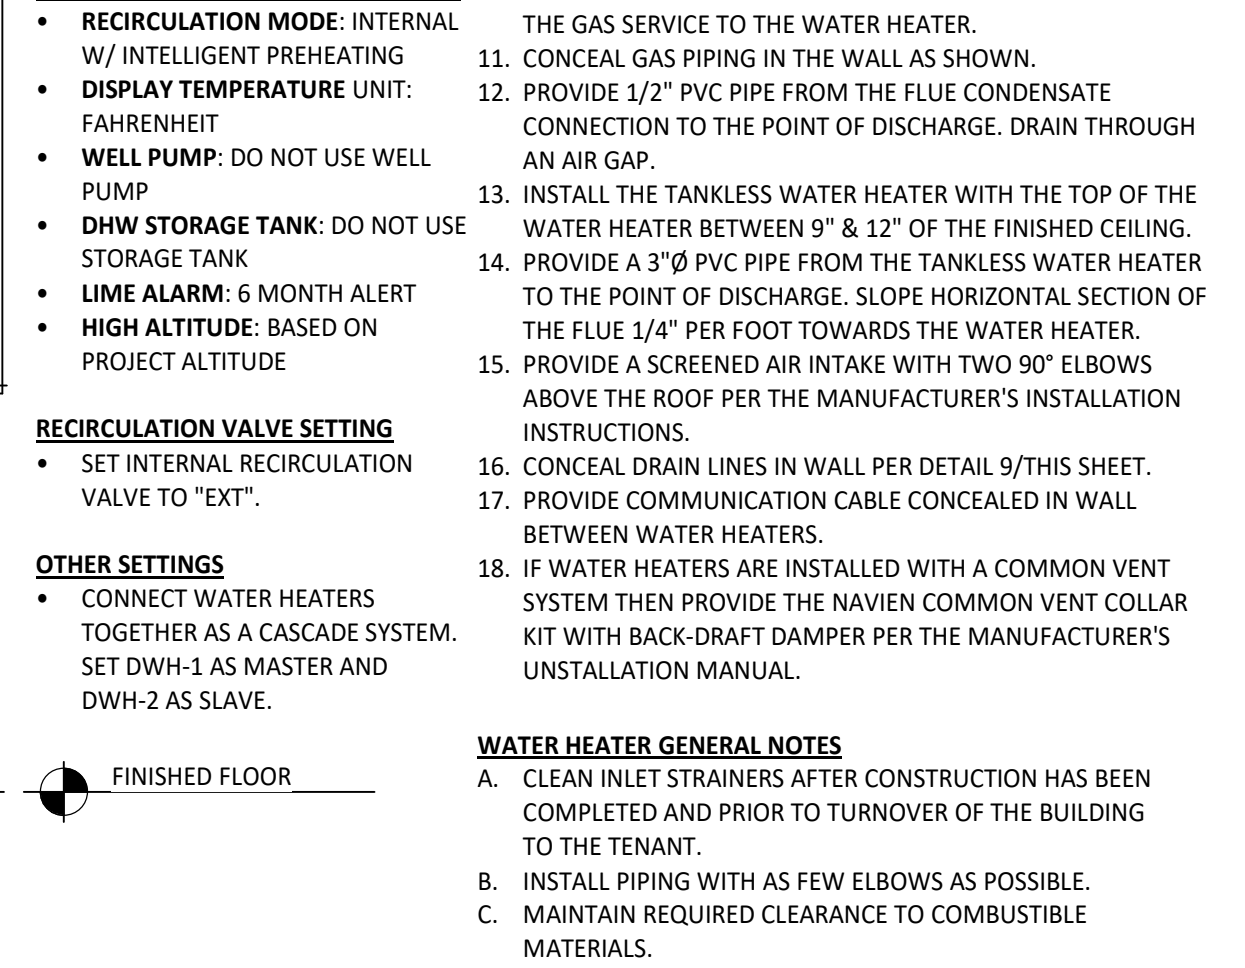 • RECIRCULATION MODE: INTERNAL
W/ INTELLIGENT PREHEATING
• DISPLAY TEMPERATURE UNIT:
FAHRENHEIT
• WELL PUMP: DO NOT USE WELL
PUMP
• DHW STORAGE TANK: DO NOT USE
STORAGE TANK
• LIME ALARM: 6 MONTH ALERT
• HIGH ALTITUDE: BASED ON
PROJECT ALTITUDE
RECIRCULATION VALVE SETTING
• SET INTERNAL RECIRCULATION
VALVE TO "EXT".
OTHER SETTINGS
• CONNECT WATER HEATERS
TOGETHER AS A CASCADE SYSTEM.
SET DWH-1 AS MASTER AND
DWH-2 AS SLAVE.
FINISHED FLOOR
THE GAS SERVICE TO THE WATER HEATER.
11. CONCEAL GAS PIPING IN THE WALL AS SHOWN.
12. PROVIDE 1/2" PVC PIPE FROM THE FLUE CONDENSATE
CONNECTION TO THE POINT OF DISCHARGE. DRAIN THROUGH
AN AIR GAP.
13. INSTALL THE TANKLESS WATER HEATER WITH THE TOP OF THE
WATER HEATER BETWEEN 9" & 12" OF THE FINISHED CEILING.
14. PROVIDE A 3"Ø PVC PIPE FROM THE TANKLESS WATER HEATER
TO THE POINT OF DISCHARGE. SLOPE HORIZONTAL SECTION OF
THE FLUE 1/4" PER FOOT TOWARDS THE WATER HEATER.
15. PROVIDE A SCREENED AIR INTAKE WITH TWO 90° ELBOWS
ABOVE THE ROOF PER THE MANUFACTURER'S INSTALLATION
INSTRUCTIONS.
16. CONCEAL DRAIN LINES IN WALL PER DETAIL 9/THIS SHEET.
17. PROVIDE COMMUNICATION CABLE CONCEALED IN WALL
BETWEEN WATER HEATERS.
18. IF WATER HEATERS ARE INSTALLED WITH A COMMON VENT
SYSTEM THEN PROVIDE THE NAVIEN COMMON VENT COLLAR
KIT WITH BACK-DRAFT DAMPER PER THE MANUFACTURER'S
UNSTALLATION MANUAL.
WATER HEATER GENERAL NOTES
A. CLEAN INLET STRAINERS AFTER CONSTRUCTION HAS BEEN
COMPLETED AND PRIOR TO TURNOVER OF THE BUILDING
TO THE TENANT.
B. INSTALL PIPING WITH AS FEW ELBOWS AS POSSIBLE.
C. MAINTAIN REQUIRED CLEARANCE TO COMBUSTIBLE
MATERIALS.